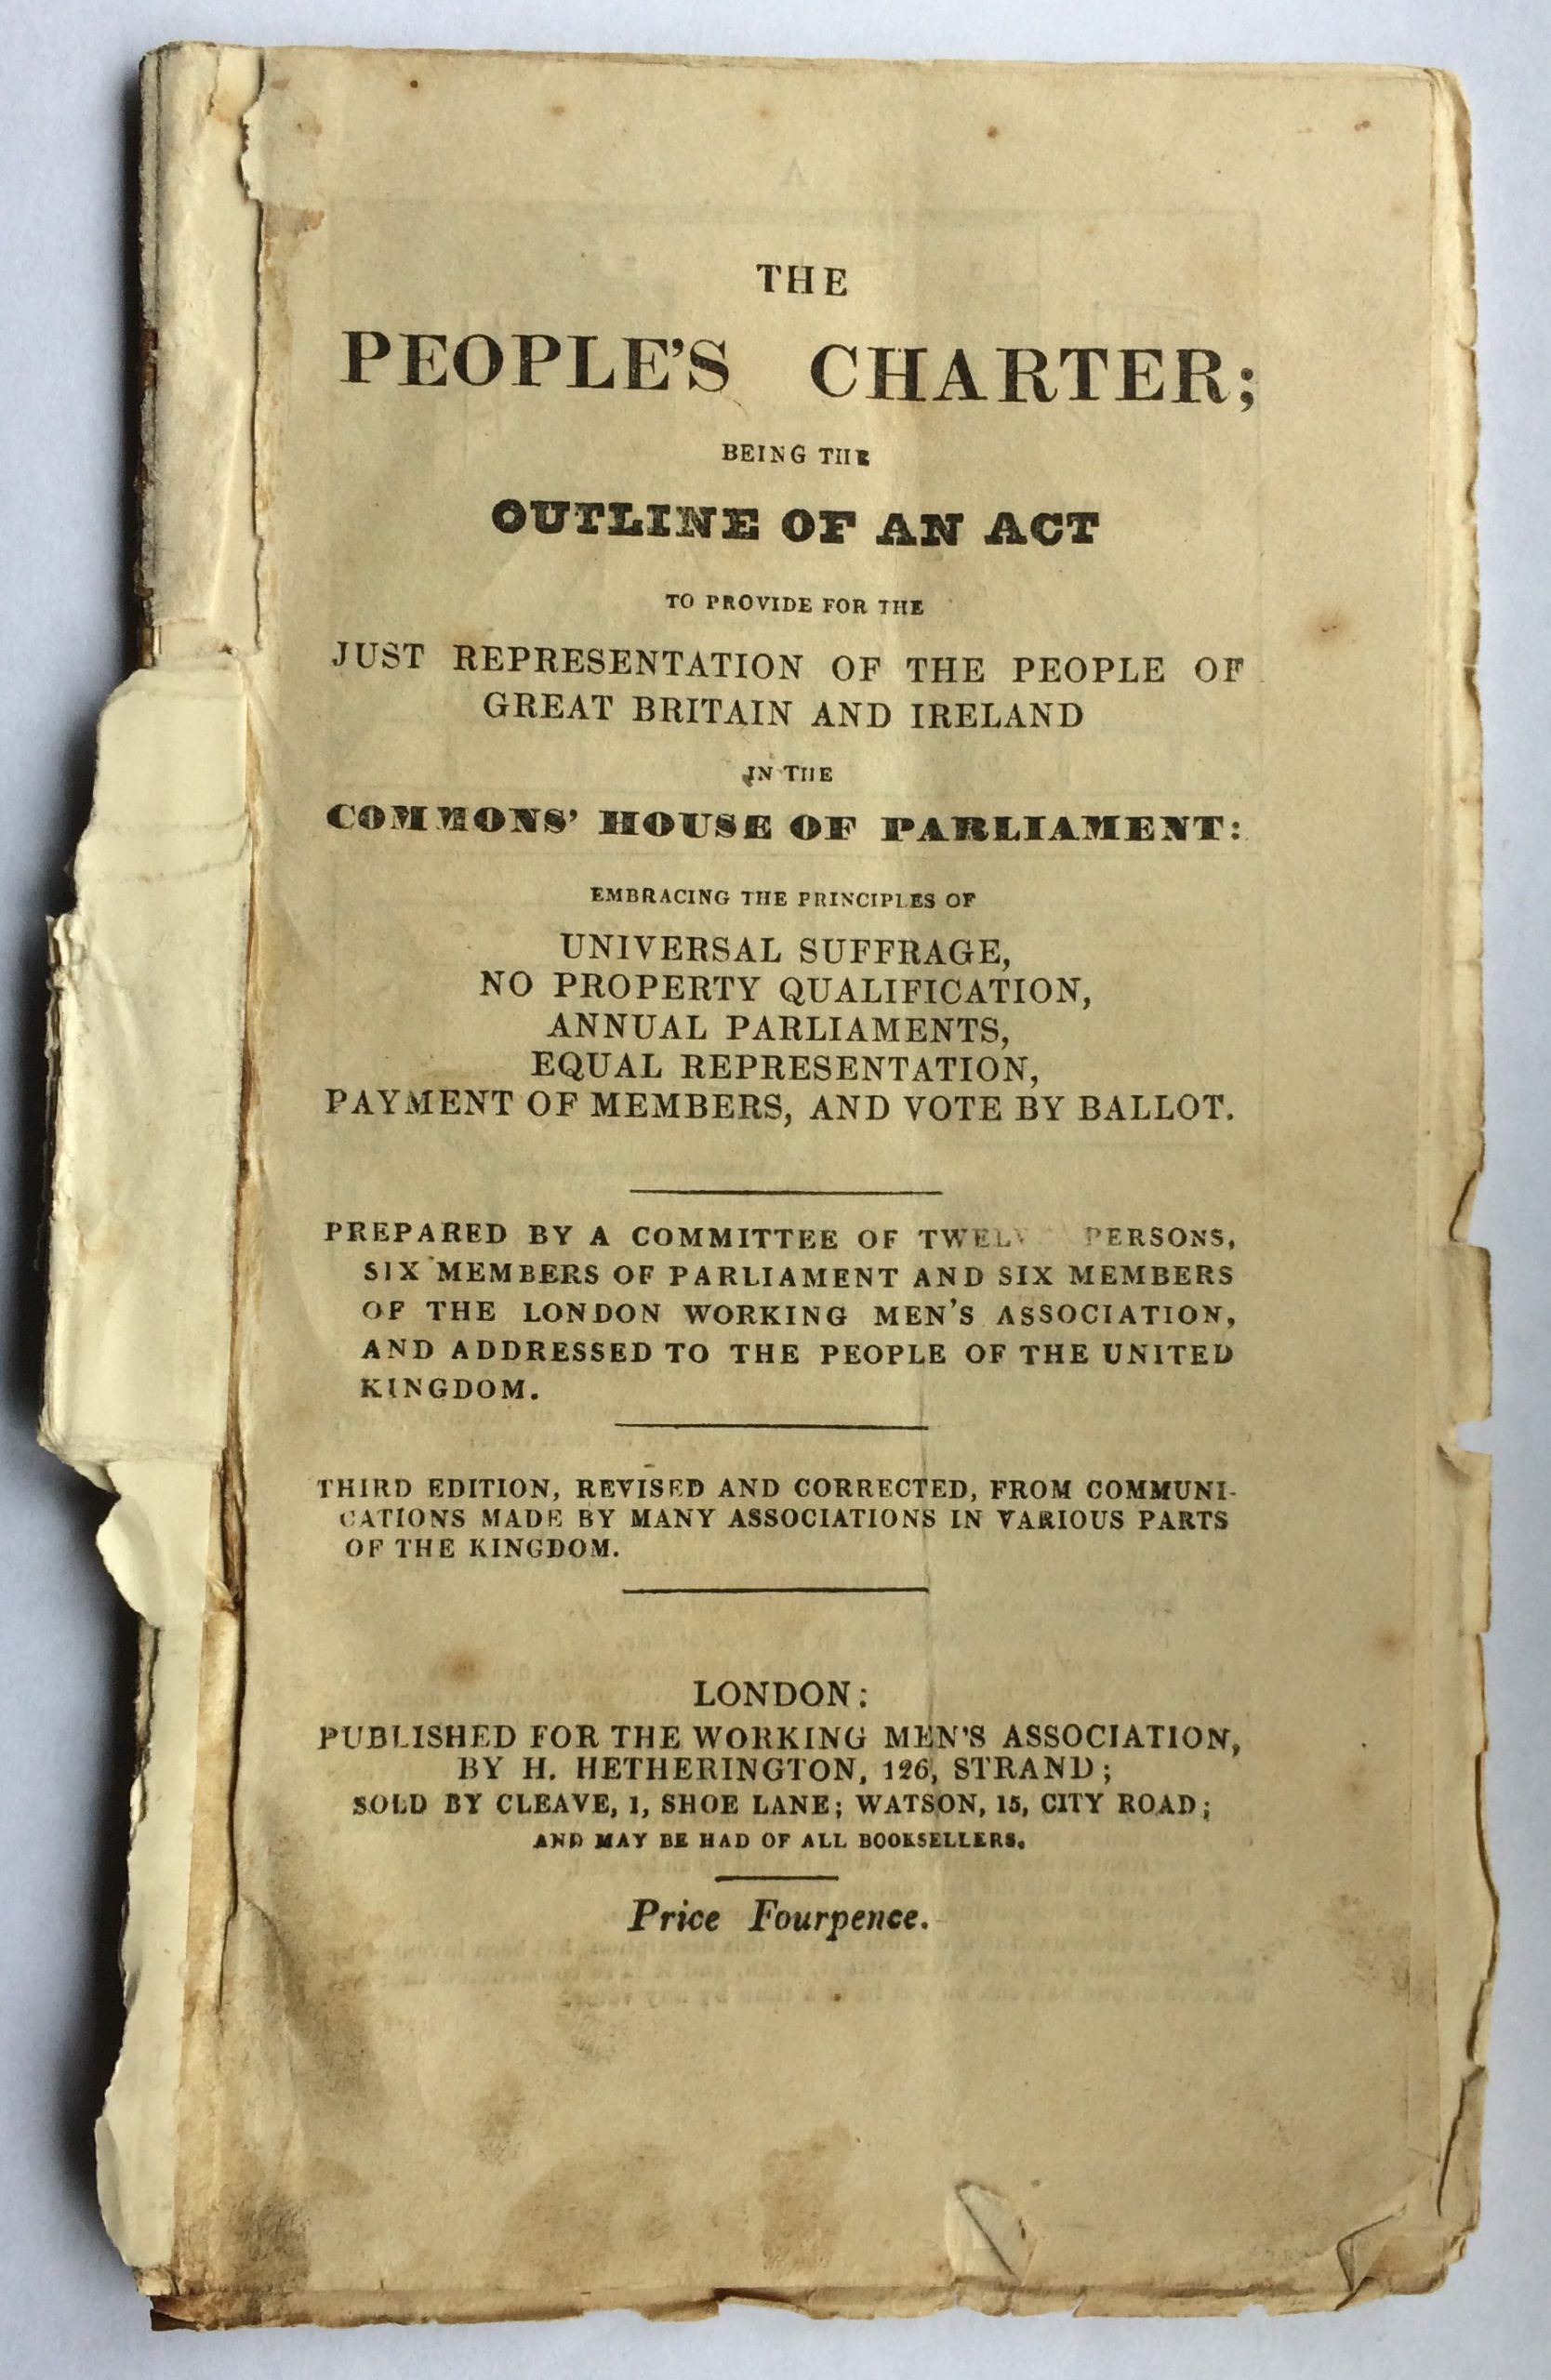 THE
PEOPLE'S CHARTER;
BEING THE
OUTLINE OF AN ACT
TO PROVIDE FOR THE
JUST REPRESENTATION OF THE PEOPLE OF
GREAT BRITAIN AND IRELAND
IN THE
COMMONS' HOUSE OF PARLIAMENT:
EMBRACING THE PRINCIPLES OF
UNIVERSAL SUFFRAGE,
NO PROPERTY QUALIFICATION,
ANNUAL PARLIAMENTS,
EQUAL REPRESENTATION,
PAYMENT OF MEMBERS, AND VOTE BY BALLOT.
PREPARED BY A COMMITTEE OF TWELVE PERSONS,
SIX MEMBERS OF PARLIAMENT AND SIX MEMBERS
OF THE LONDON WORKING MEN'S ASSOCIATION,
AND ADDRESSED TO THE PEOPLE OF THE UNITED
KINGDOM.
THIRD EDITION, REVISED AND CORRECTED, FROM COMMUNI-
CATIONS MADE BY MANY ASSOCIATIONS IN VARIOUS PARTS
OF THE KINGDOM.
LONDON:
PUBLISHED FOR THE WORKING MEN'S ASSOCIATION,
BY H. HETHERINGTON, 126, STRAND;
SOLD BY CLEAVE, 1, SHOE LANE; WATSON, 15, CITY ROAD;
AND MAY BE HAD OF ALL BOOKSELLERS.
Price Fourpence.